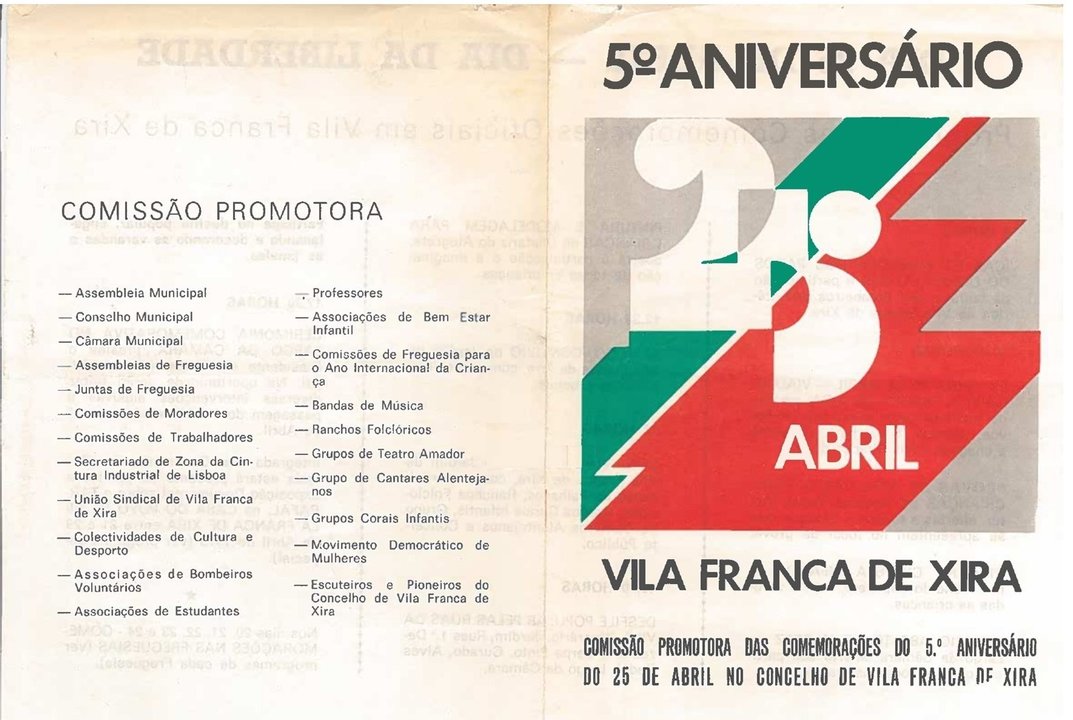 COMISSÃO PROMOTORA
— Assembleia Municipal
— Conselho Municipal
— Câmara Municipal
— Assembleias de Freguesia
— Juntas de Freguesia
— Comissões de Moradores
— Comissões de Trabalhadores
— Secretariado de Zona da Cin-
tura Industrial de Lisboa
— União Sindical de Vila Franca
de Xira
— Colectividades de Cultura e
Desporto
— Associações de Bombeiros
Voluntários
— Associações de Estudantes
— Professores
— Associações de Bem Estar
Infantil
— Comissões de Freguesia para
o Ano Internacional da Crian-
ça
— Bandas de Música
— Ranchos Folclóricos
— Grupos de Teatro Amador
— Grupo de Cantares Alenteja-
nos
— Grupos Corais Infantis
— Movimento Democrático de
Mulheres
— Escuteiros e Pioneiros do
Concelho de Vila Franca de
Xira
5º ANIVERSÁRIO
25
ABRIL
VILA FRANCA DE XIRA
COMISSÃO PROMOTORA DAS COMEMORAÇÕES DO 5.º ANIVERSÁRIO
DO 25 DE ABRIL NO CONCELHO DE VILA FRANCA DE XIRA